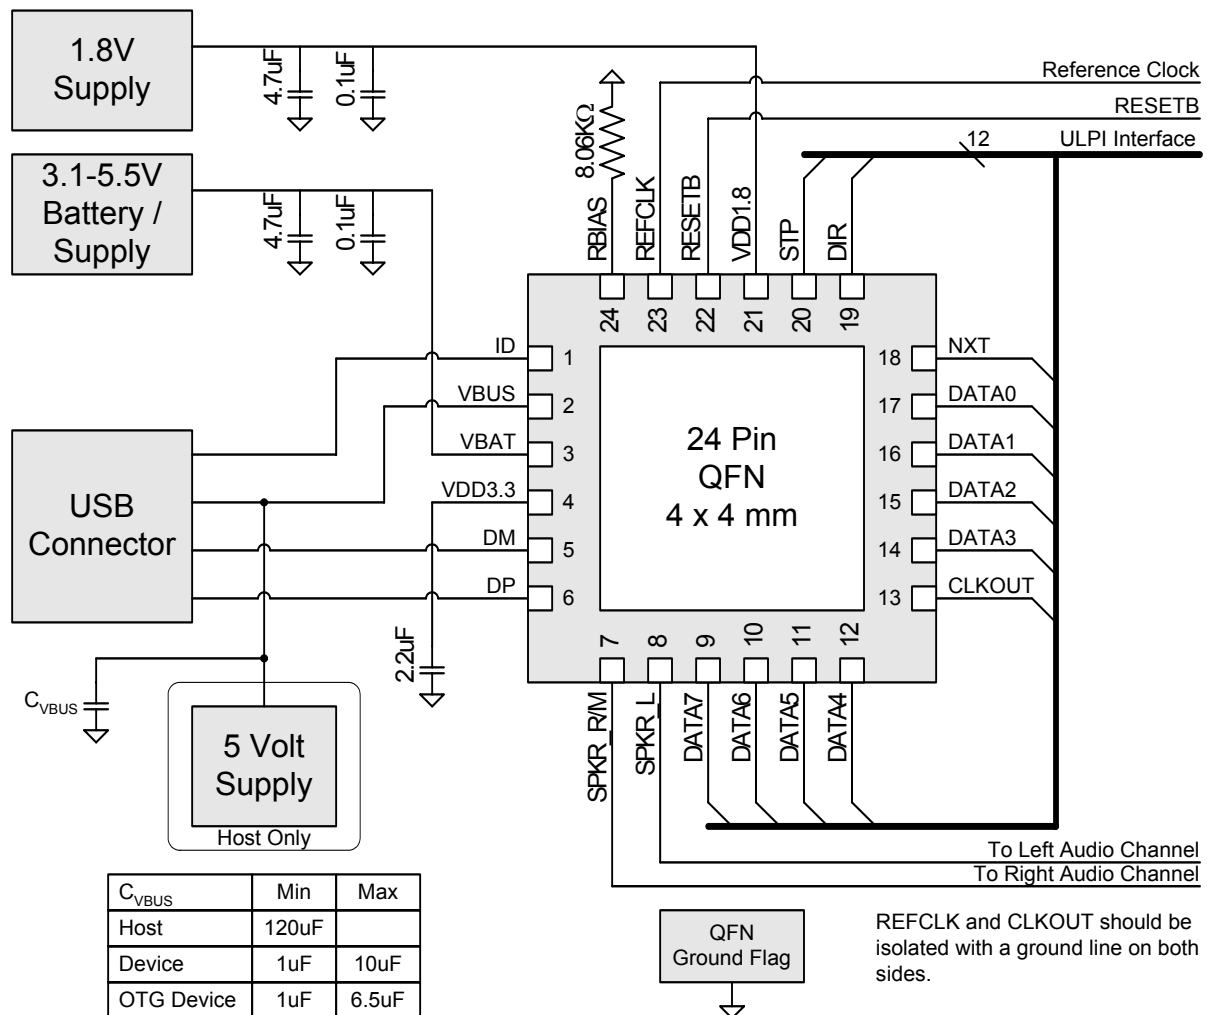 1.8V
Supply
4.7uF
0.1uF
3.1-5.5V
Battery /
Supply
4.7uF
0.1uF
8.06KΩ
Reference Clock
RESETB
12
ULPI Interface
RBIAS
REFCLK
RESETB
VDD1.8
STP
DIR
24
23
22
21
20
19
ID
1
VBUS
2
VBAT
3
VDD3.3
4
DM
5
DP
6
24 Pin
QFN
4 x 4 mm
18
NXT
17
DATA0
16
DATA1
15
DATA2
14
DATA3
13
CLKOUT
USB
Connector
2.2uF
7
8
9
10
11
12
SPKR_R/M
SPKR_L
DATA7
DATA6
DATA5
DATA4
CVBUS
5 Volt
Supply
Host Only
To Left Audio Channel
To Right Audio Channel
CVBUS Min Max
Host 120uF
Device 1uF 10uF
OTG Device 1uF 6.5uF
QFN
Ground Flag
REFCLK and CLKOUT should be
isolated with a ground line on both
sides.